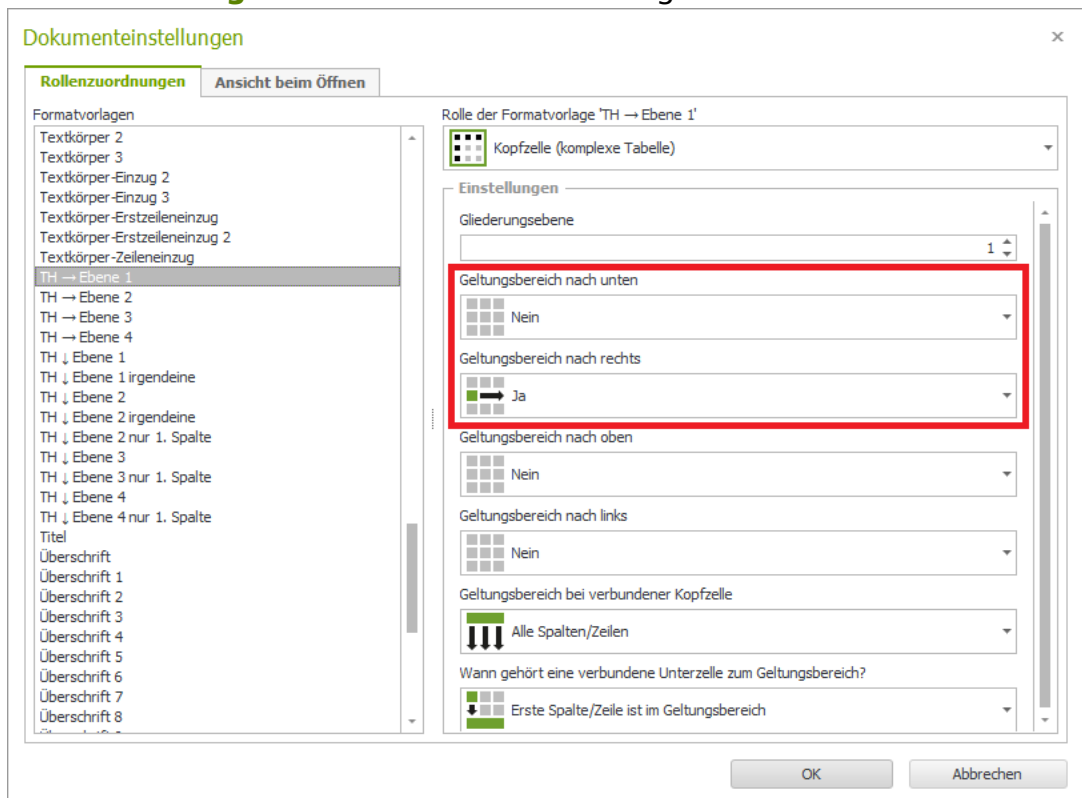 Dokumenteinstellungen
Rollenzuordnungen
Ansicht beim Öffnen
Formatvorlagen
Textkörper 2
Textkörper 3
Textkörper-Einzug 2
Textkörper-Einzug 3
Textkörper-Erstzeileneinzug
Textkörper-Erstzeileneinzug 2
Textkörper-Zeileneinzug
TH → Ebene 1
TH → Ebene 2
TH → Ebene 3
TH → Ebene 4
TH ↓ Ebene 1
TH ↓ Ebene 1 irgendeine
TH ↓ Ebene 2
TH ↓ Ebene 2 irgendeine
TH ↓ Ebene 2 nur 1. Spalte
TH ↓ Ebene 3
TH ↓ Ebene 3 nur 1. Spalte
TH ↓ Ebene 4
TH ↓ Ebene 4 nur 1. Spalte
Titel
Überschrift
Überschrift 1
Überschrift 2
Überschrift 3
Überschrift 4
Überschrift 5
Überschrift 6
Überschrift 7
Überschrift 8
Rolle der Formatvorlage 'TH → Ebene 1'
Kopfzelle (komplexe Tabelle)
Einstellungen
Gliederungsebene
1
Geltungsbereich nach unten
Nein
Geltungsbereich nach rechts
Ja
Geltungsbereich nach oben
Nein
Geltungsbereich nach links
Nein
Geltungsbereich bei verbundener Kopfzelle
Alle Spalten/Zeilen
Wann gehört eine verbundene Unterzelle zum Geltungsbereich?
Erste Spalte/Zeile ist im Geltungsbereich
OK
Abbrechen